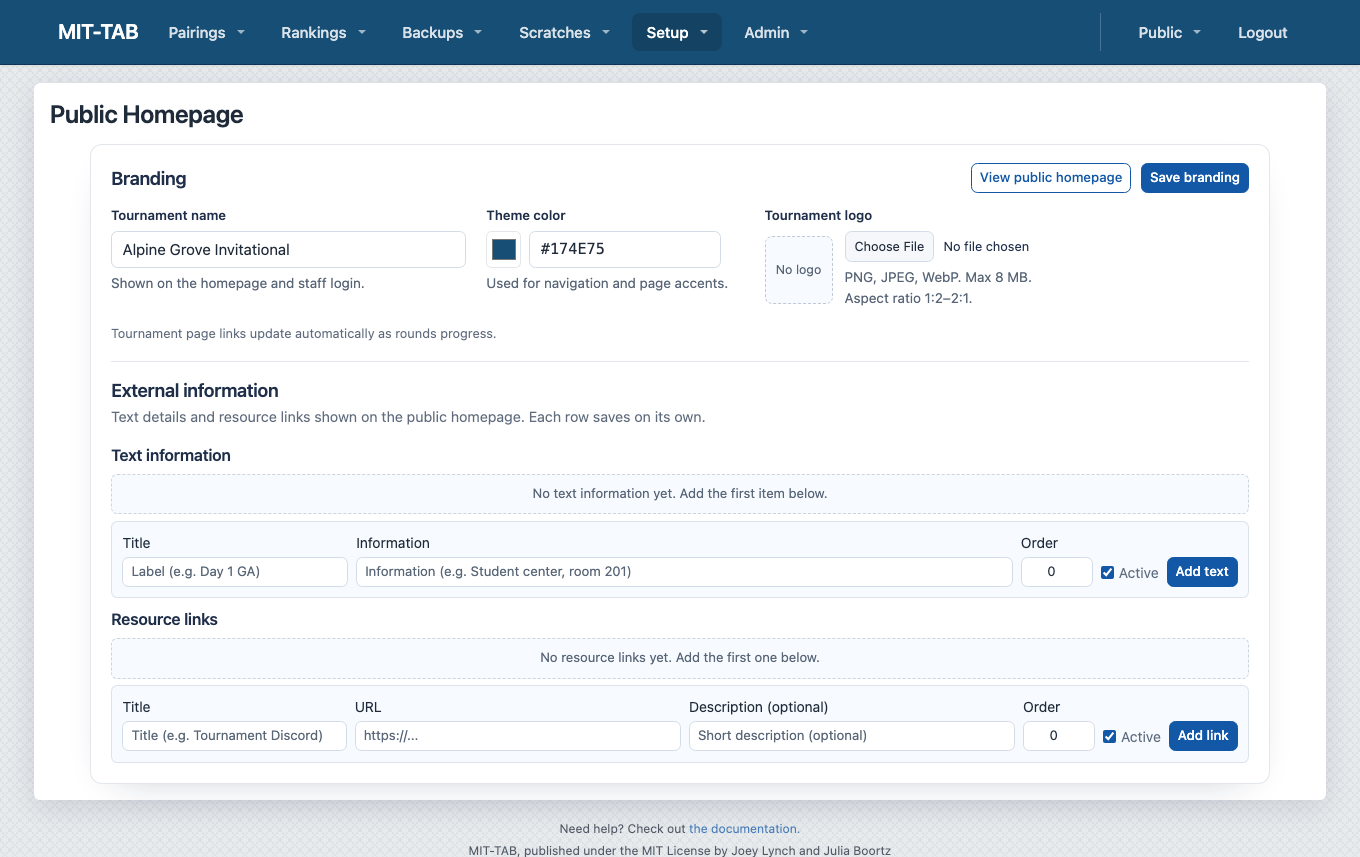 MIT-TAB Pairings Rankings Backups Scratches Setup Admin Public Logout
Public Homepage
Branding
View public homepage
Save branding
Tournament name
Alpine Grove Invitational
Shown on the homepage and staff login.
Theme color
#174E75
Used for navigation and page accents.
Tournament logo
No logo
Choose File No file chosen
PNG, JPEG, WebP. Max 8 MB.
Aspect ratio 1:2–2:1.
Tournament page links update automatically as rounds progress.
External information
Text details and resource links shown on the public homepage. Each row saves on its own.
Text information
No text information yet. Add the first item below.
Title Information Order
Label (e.g. Day 1 GA) Information (e.g. Student center, room 201) 0 Active Add text
Resource links
No resource links yet. Add the first one below.
Title URL Description (optional) Order
Title (e.g. Tournament Discord) https://... Short description (optional) 0 Active Add link
Need help? Check out the documentation.
MIT-TAB, published under the MIT License by Joey Lynch and Julia Boortz